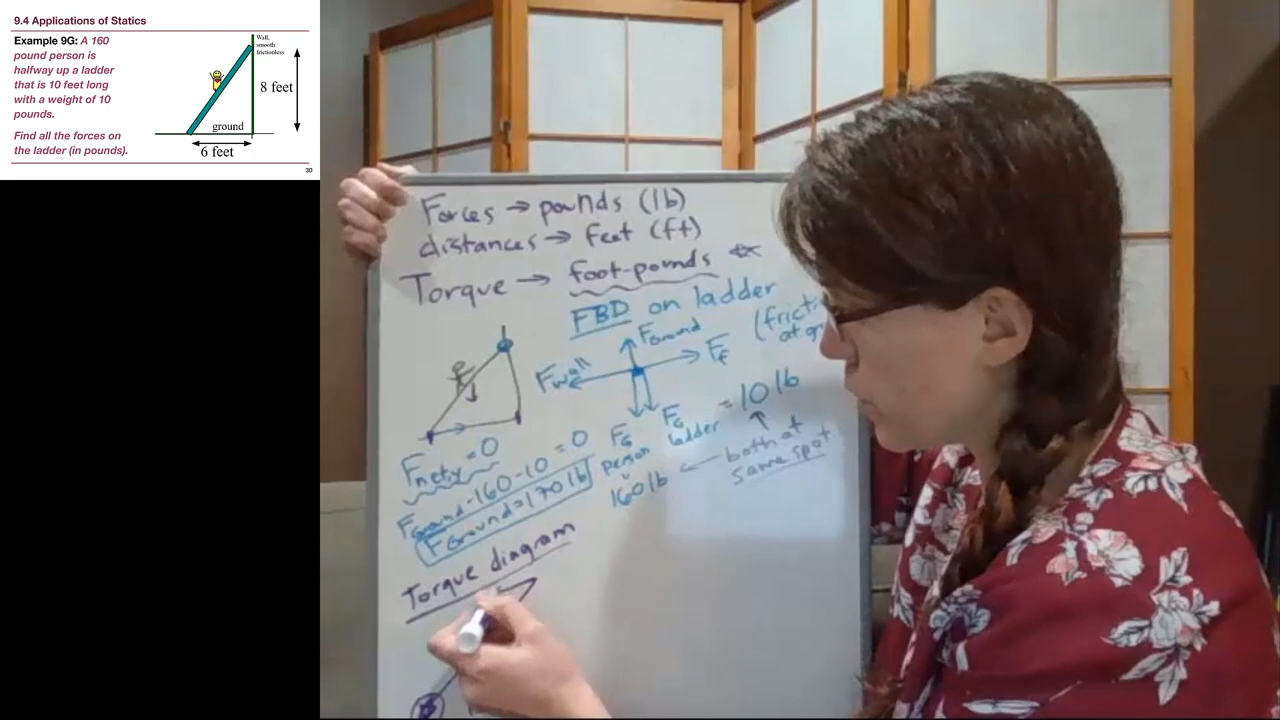 9.4 Applications of Statics
Example 9G: A 160
pound person is
halfway up a ladder
that is 10 feet long
with a weight of 10
pounds.
Find all the forces on
the ladder (in pounds).
Wall,
smooth
frictionless
8 feet
ground
6 feet
30
Forces → pounds (lb)
distances → feet (ft)
Torque → foot-pounds
FBD on ladder
FGround
(fricti
at gr
Fwall
Ff
FG
person
160 lb
FG
ladder
= 10 lb
both at
same spot
Fnet,y = 0
FGround - 160 - 10 = 0
FGround = 170 lb
Torque diagram